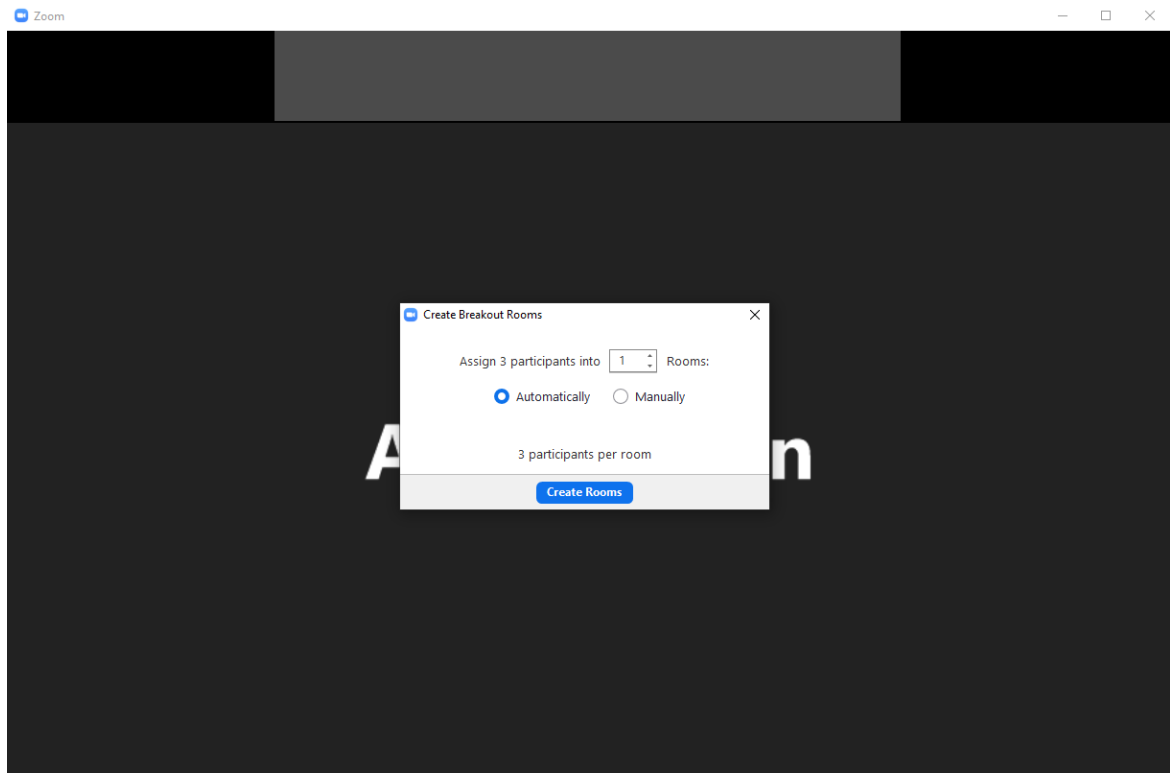 Zoom
Create Breakout Rooms
Assign 3 participants into 1 Rooms:
Automatically Manually
3 participants per room
Create Rooms